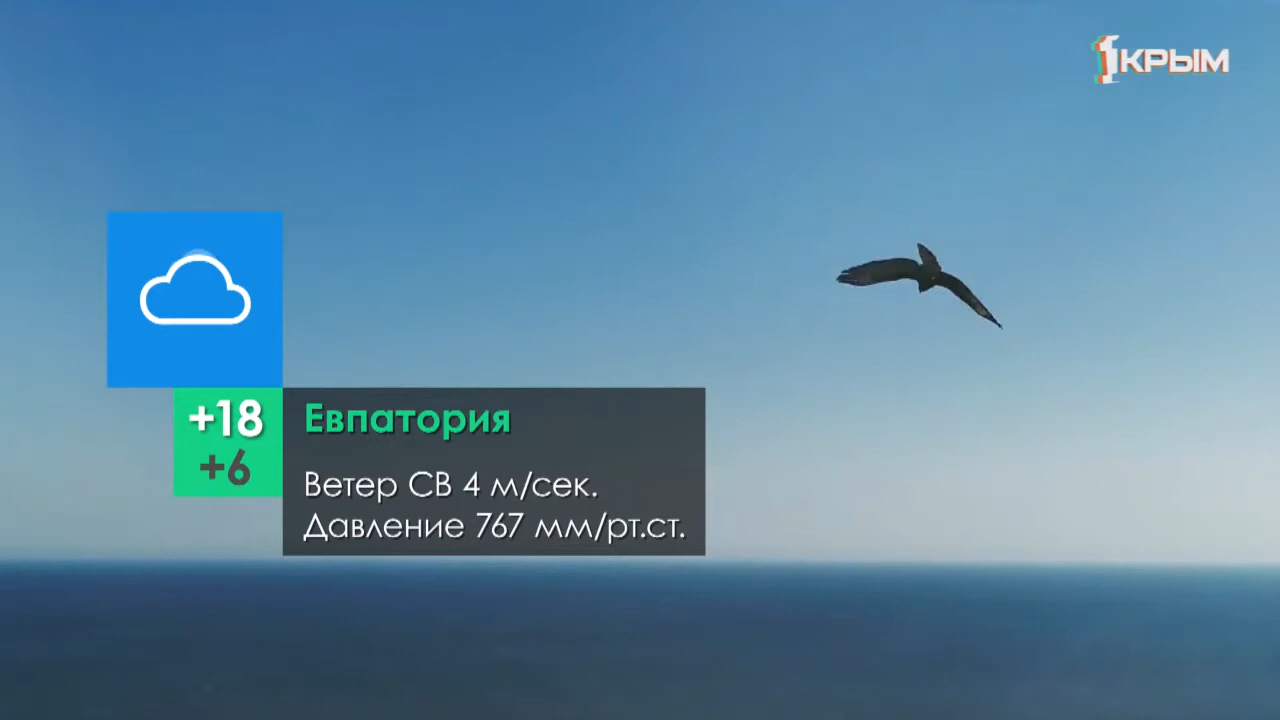 1КРЫМ
+18
+6
Евпатория
Ветер СВ 4 м/сек.
Давление 767 мм/рт.ст.